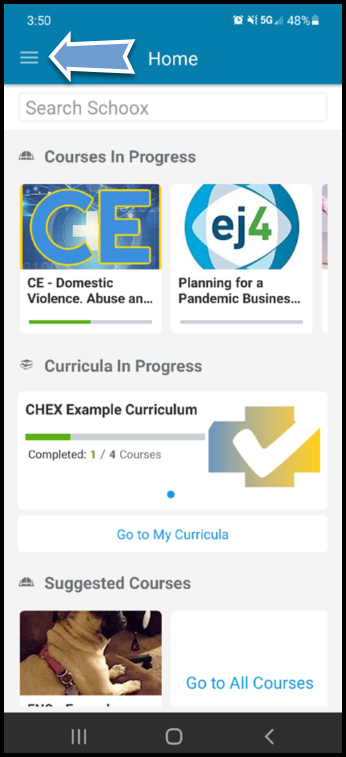 3:50
5G 48%
Home
Search Schoox
Courses In Progress
CE
ej4
CE - Domestic
Violence. Abuse an...
Planning for a
Pandemic Busines...
Curricula In Progress
CHEX Example Curriculum
Completed: 1 / 4 Courses
Go to My Curricula
Suggested Courses
Go to All Courses